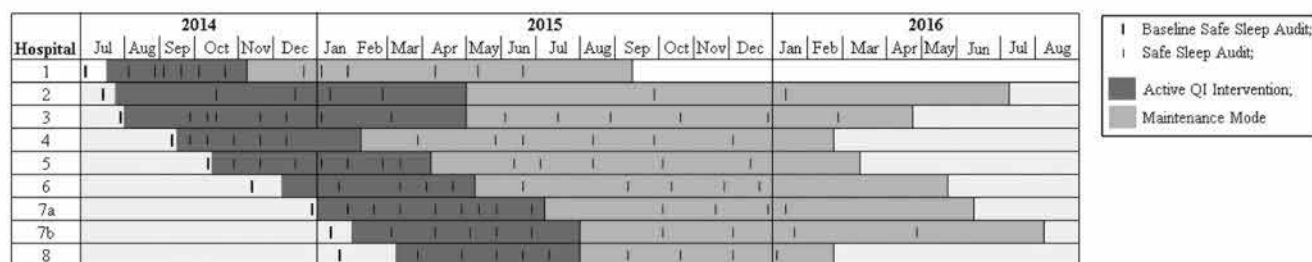 2014 2015 2016
Hospital Jul Aug Sep Oct Nov Dec Jan Feb Mar Apr May Jun Jul Aug Sep Oct Nov Dec Jan Feb Mar Apr May Jun Jul Aug
1
2
3
4
5
6
7a
7b
8
Baseline Safe Sleep Audit;
Safe Sleep Audit;
Active QI Intervention;
Maintenance Mode